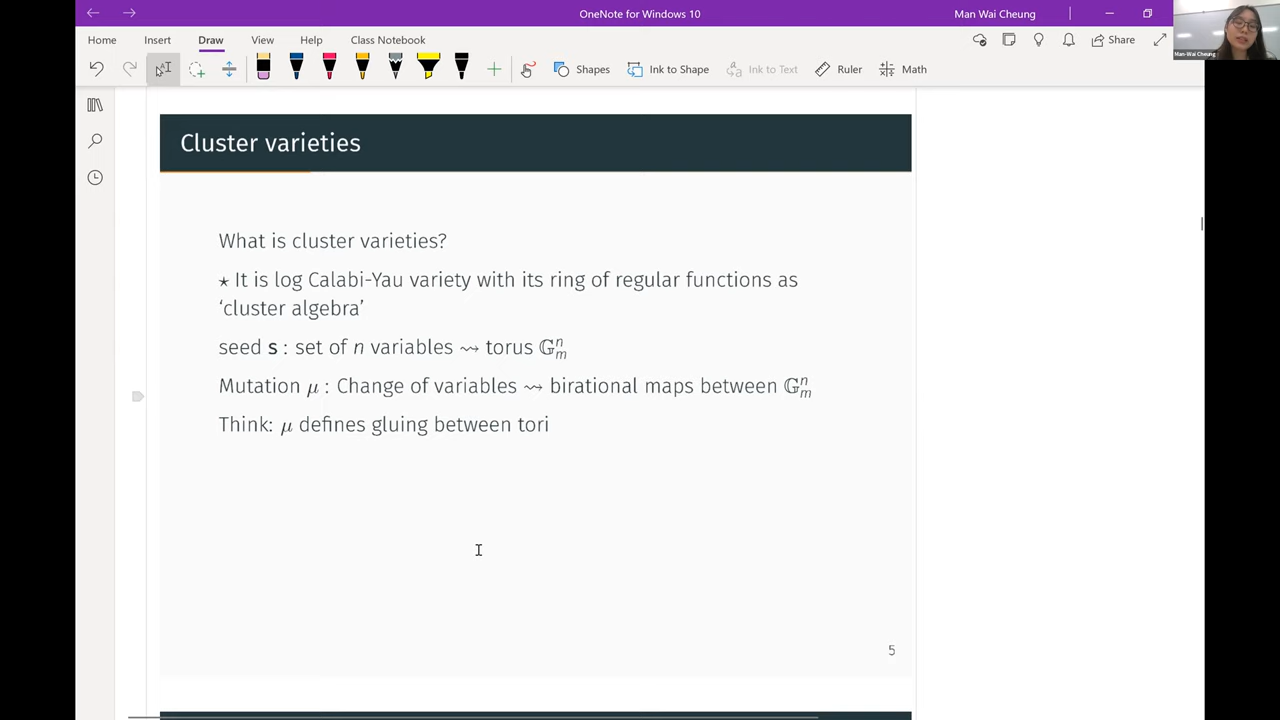 OneNote for Windows 10
Man Wai Cheung
Man-Wai Cheung
Home Insert Draw View Help Class Notebook
Share
Shapes Ink to Shape Ink to Text Ruler Math
Cluster varieties
What is cluster varieties?
⋆ It is log Calabi-Yau variety with its ring of regular functions as
‘cluster algebra’
seed s : set of n variables ⇝ torus 𝔾ₘⁿ
Mutation μ : Change of variables ⇝ birational maps between 𝔾ₘⁿ
Think: μ defines gluing between tori
5